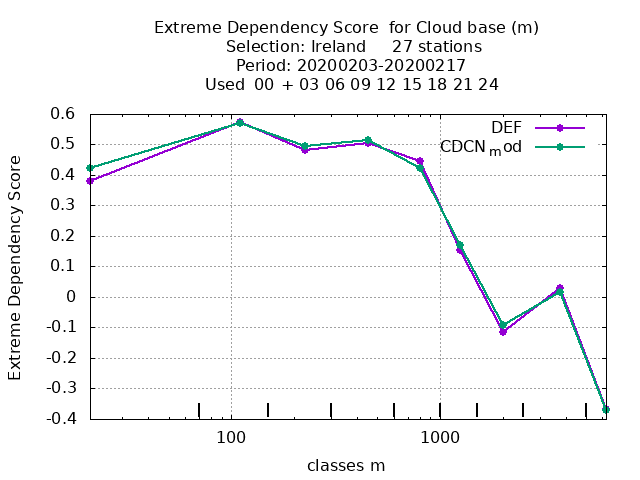 Extreme Dependency Score  for Cloud base (m)
Selection: Ireland     27 stations
Period: 20200203-20200217
Used  00  + 03 06 09 12 15 18 21 24
DEF
CDCN_mod
Extreme Dependency Score
0.6
0.5
0.4
0.3
0.2
0.1
0
-0.1
-0.2
-0.3
-0.4
100 1000
classes m